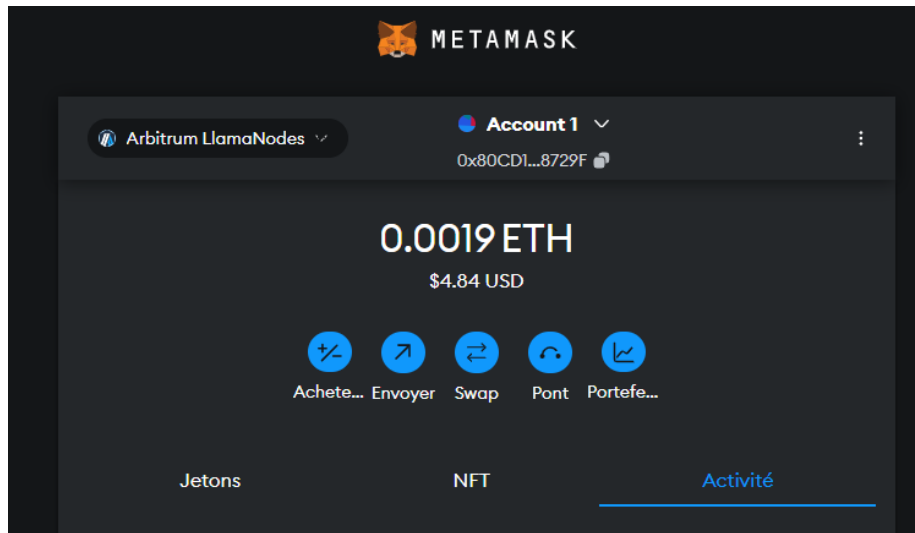 METAMASK
Arbitrum LlamaNodes
Account 1
0x80CD1...8729F
0.0019 ETH
$4.84 USD
Achete... Envoyer Swap Pont Portefe...
Jetons NFT Activité